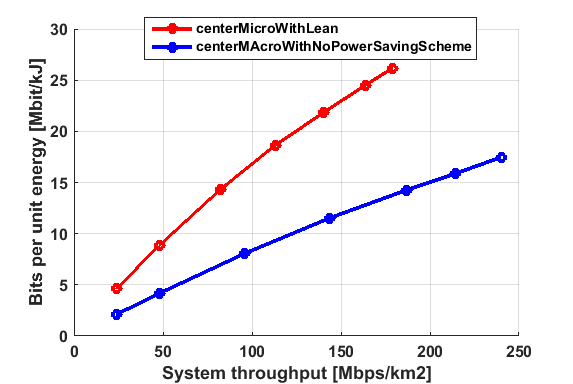 centerMicroWithLean
centerMAcroWithNoPowerSavingScheme
30
25
20
15
10
5
0
Bits per unit energy [Mbit/kJ]
0 50 100 150 200 250
System throughput [Mbps/km2]